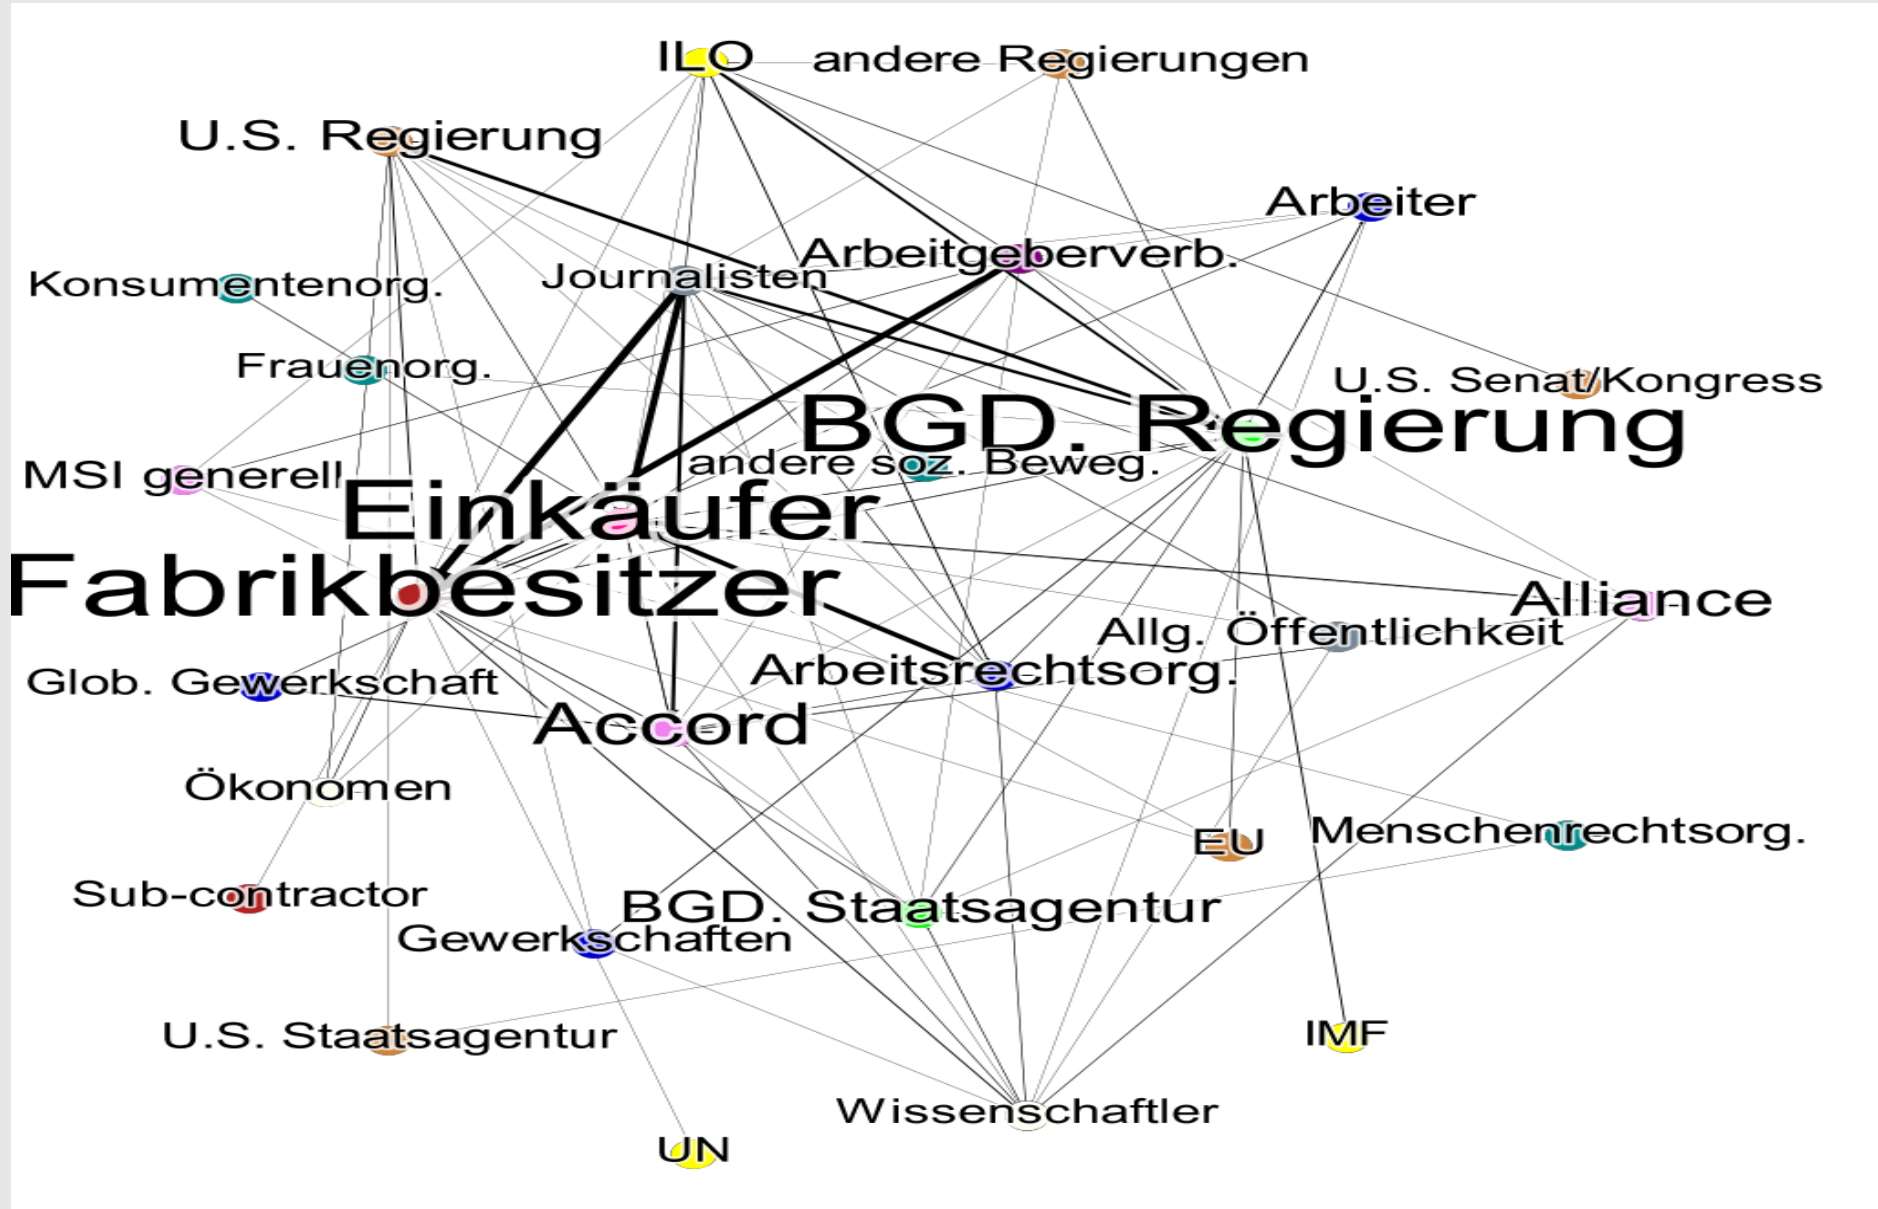 ILO
andere Regierungen
U.S. Regierung
Arbeiter
Arbeitgeberverb.
Journalisten
Konsumentenorg.
Frauenorg.
U.S. Senat/Kongress
BGD. Regierung
andere soz. Beweg.
MSI generell
Einkäufer
Fabrikbesitzer
Alliance
Allg. Öffentlichkeit
Arbeitsrechtsorg.
Glob. Gewerkschaft
Accord
Ökonomen
EU
Menschenrechtsorg.
Sub-contractor
BGD. Staatsagentur
Gewerkschaften
U.S. Staatsagentur
IMF
Wissenschaftler
UN